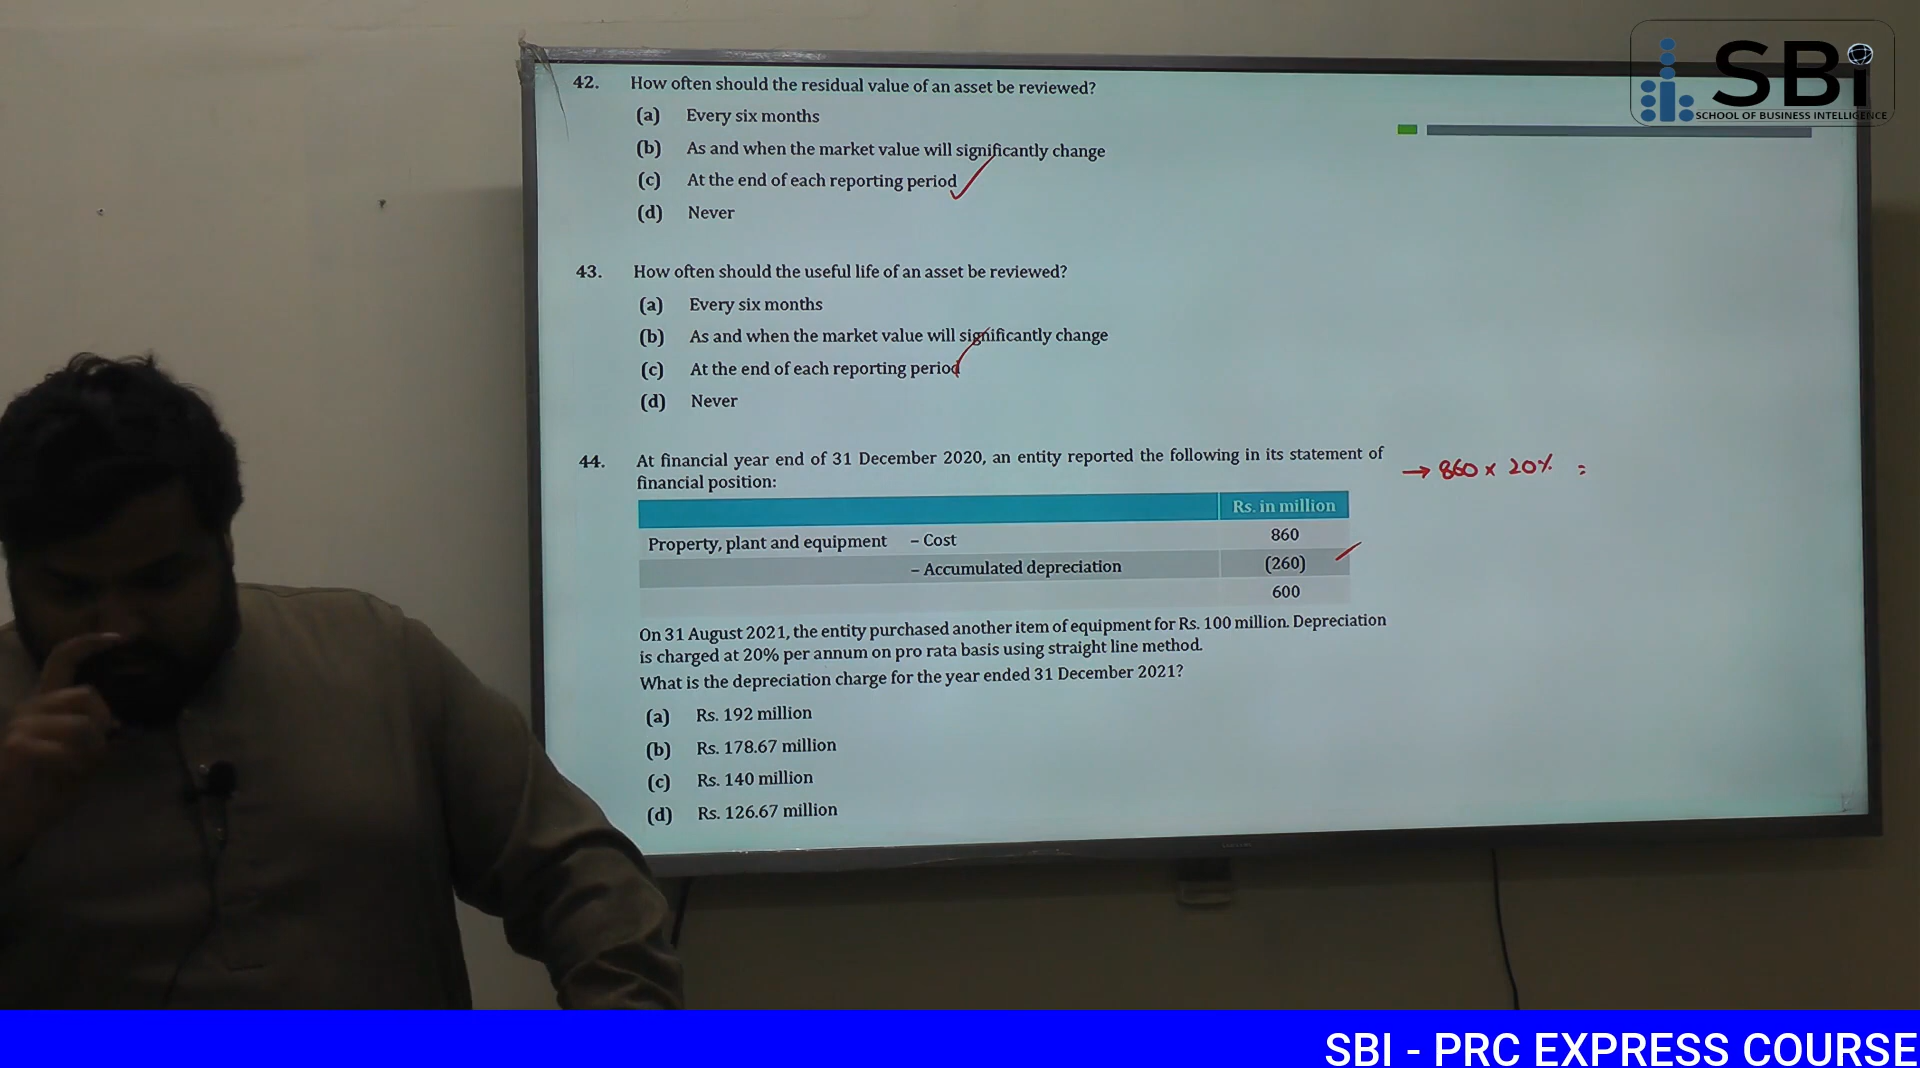 SBi
SCHOOL OF BUSINESS INTELLIGENCE
42. How often should the residual value of an asset be reviewed?
(a) Every six months
(b) As and when the market value will significantly change
(c) At the end of each reporting period
(d) Never
43. How often should the useful life of an asset be reviewed?
(a) Every six months
(b) As and when the market value will significantly change
(c) At the end of each reporting period
(d) Never
44. At financial year end of 31 December 2020, an entity reported the following in its statement of
financial position:
→ 860 × 20% =
Rs. in million
Property, plant and equipment – Cost 860
– Accumulated depreciation (260)
600
On 31 August 2021, the entity purchased another item of equipment for Rs. 100 million. Depreciation
is charged at 20% per annum on pro rata basis using straight line method.
What is the depreciation charge for the year ended 31 December 2021?
(a) Rs. 192 million
(b) Rs. 178.67 million
(c) Rs. 140 million
(d) Rs. 126.67 million
SBI - PRC EXPRESS COURSE